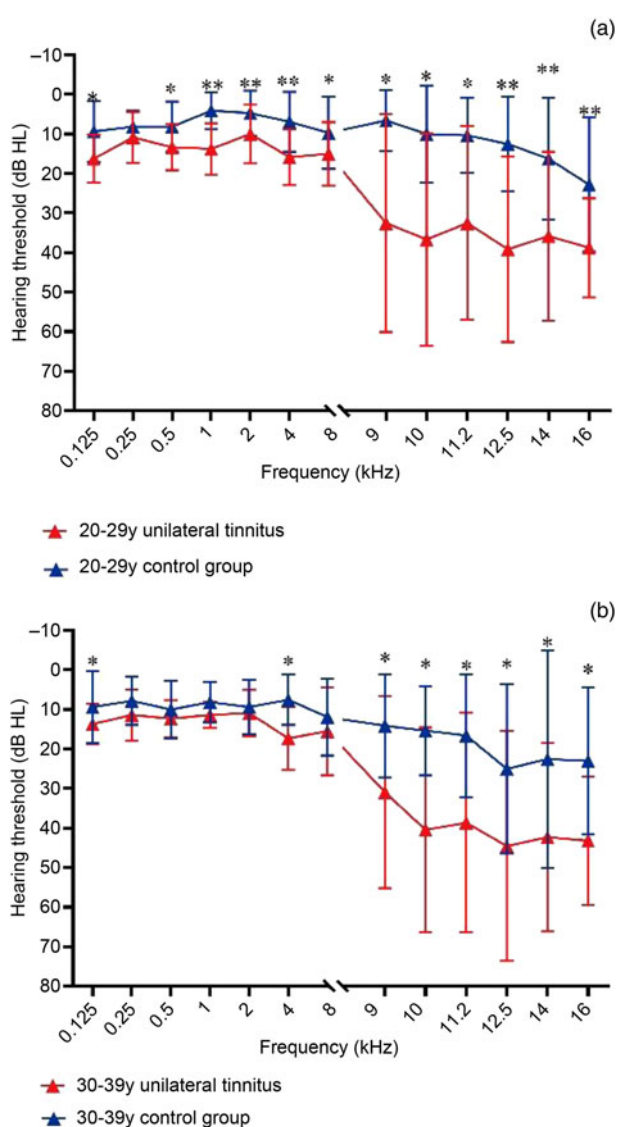 (a)
Hearing threshold (dB HL)
–10
0
10
20
30
40
50
60
70
80
* * ** ** ** * * * * ** ** **
0.125 0.25 0.5 1 2 4 8 9 10 11.2 12.5 14 16
Frequency (kHz)
20-29y unilateral tinnitus
20-29y control group
(b)
Hearing threshold (dB HL)
–10
0
10
20
30
40
50
60
70
80
* * * * * * * *
0.125 0.25 0.5 1 2 4 8 9 10 11.2 12.5 14 16
Frequency (kHz)
30-39y unilateral tinnitus
30-39y control group